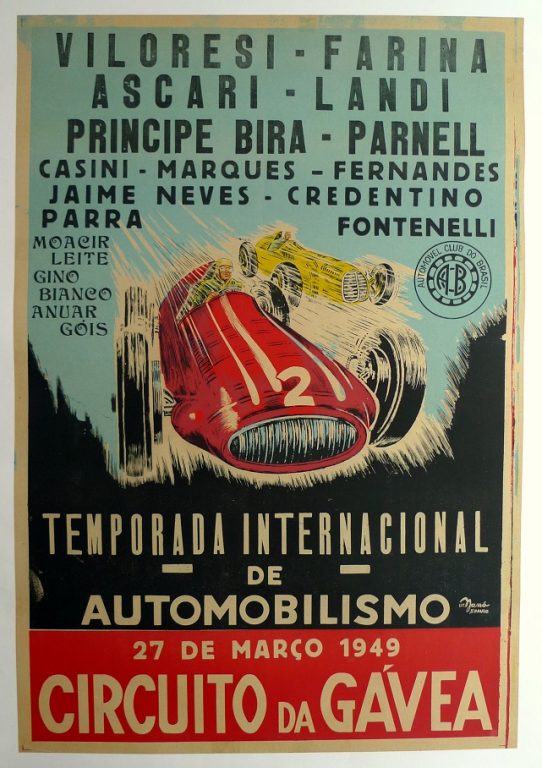 VILORESI - FARINA
ASCARI - LANDI
PRINCIPE BIRA - PARNELL
CASINI - MARQUES - FERNANDES
JAIME NEVES - CREDENTINO
PARRA FONTENELLI
MOACIR
LEITE
GINO
BIANCO
ANUAR
GÓIS
AUTOMOVEL CLUB DO BRASIL
ACB
2
TEMPORADA INTERNACIONAL
DE
AUTOMOBILISMO
27 DE MARÇO 1949
CIRCUITO DA GÁVEA